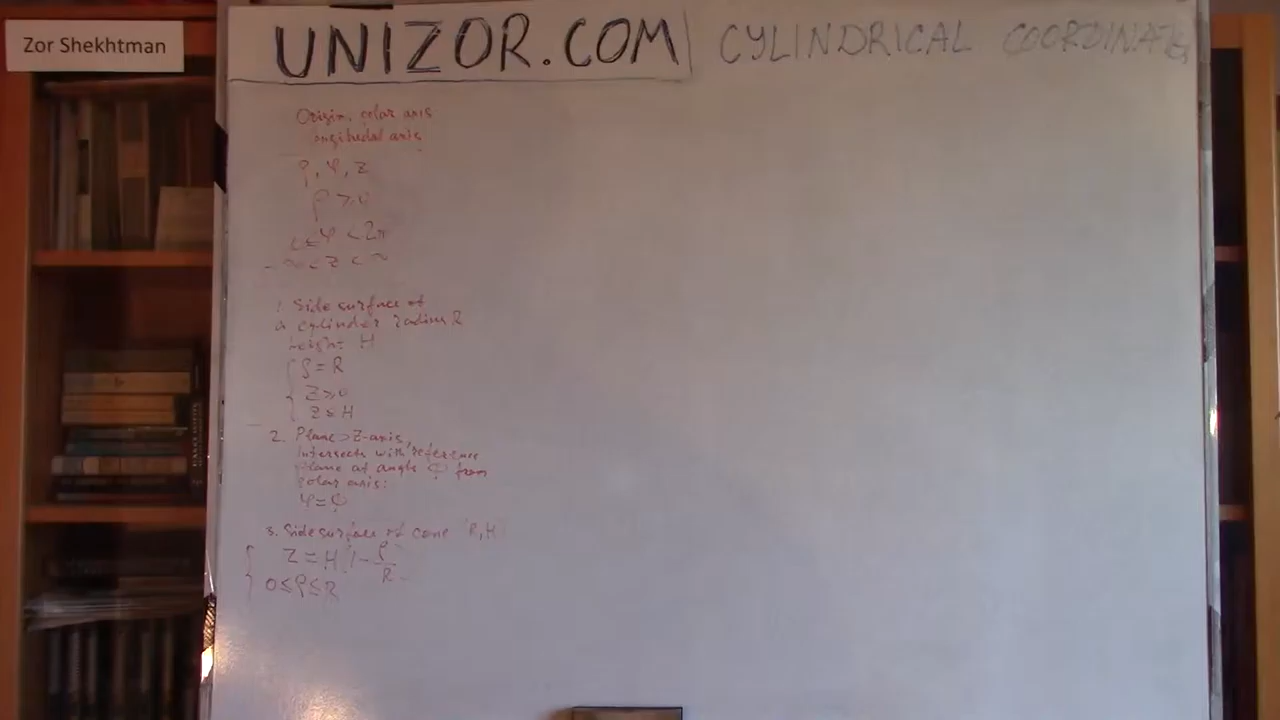 Zor Shekhtman
UNIZOR.COM
CYLINDRICAL COORDINATES
Origin, polar axis
longitudal axis
ρ, φ, z
ρ ≥ 0
0 ≤ φ < 2π
-∞ < z < ∞
1. Side surface of
a cylinder radius R
height H
ρ = R
z ≥ 0
z ≤ H
2. Plane ⊃ Z-axis,
intersects with reference
plane at angle Φ from
polar axis:
φ = Φ
3. Side surface of cone (R,H)
z = H(1 - ρ/R)
0 ≤ ρ ≤ R